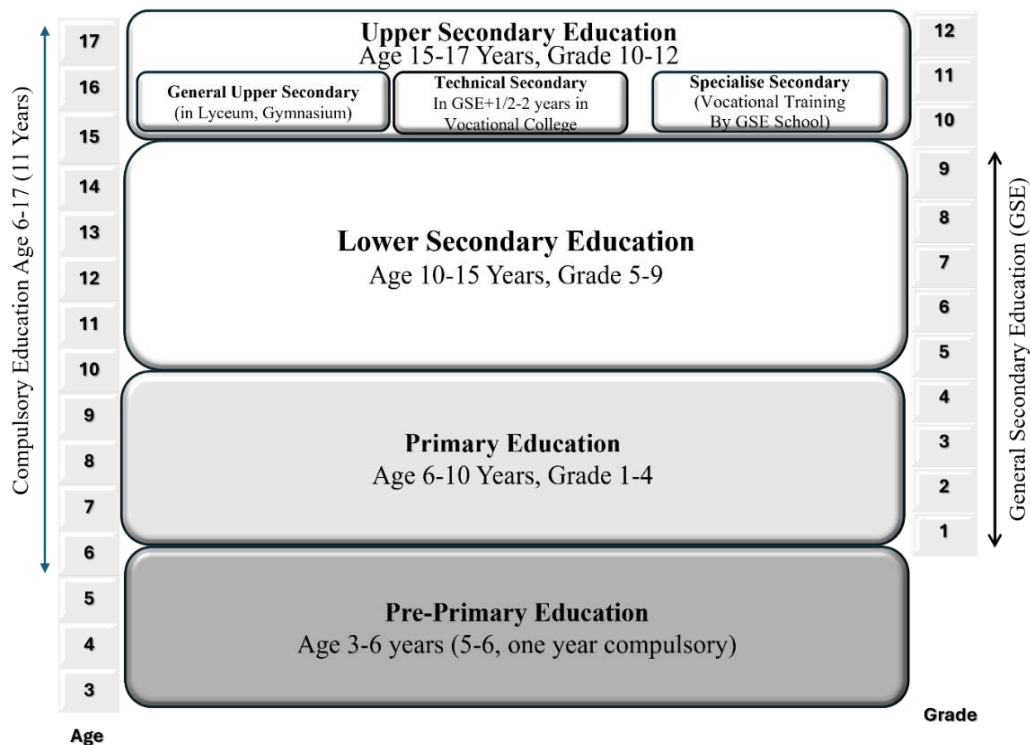 Upper Secondary Education
Age 15-17 Years, Grade 10-12
General Upper Secondary
(in Lyceum, Gymnasium)
Technical Secondary
In GSE+1/2-2 years in
Vocational College
Specialise Secondary
(Vocational Training
By GSE School)
Lower Secondary Education
Age 10-15 Years, Grade 5-9
Primary Education
Age 6-10 Years, Grade 1-4
Pre-Primary Education
Age 3-6 years (5-6, one year compulsory)
Compulsory Education Age 6-17 (11 Years)
17
16
15
14
13
12
11
10
9
8
7
6
5
4
3
Age
12
11
10
9
8
7
6
5
4
3
2
1
Grade
General Secondary Education (GSE)